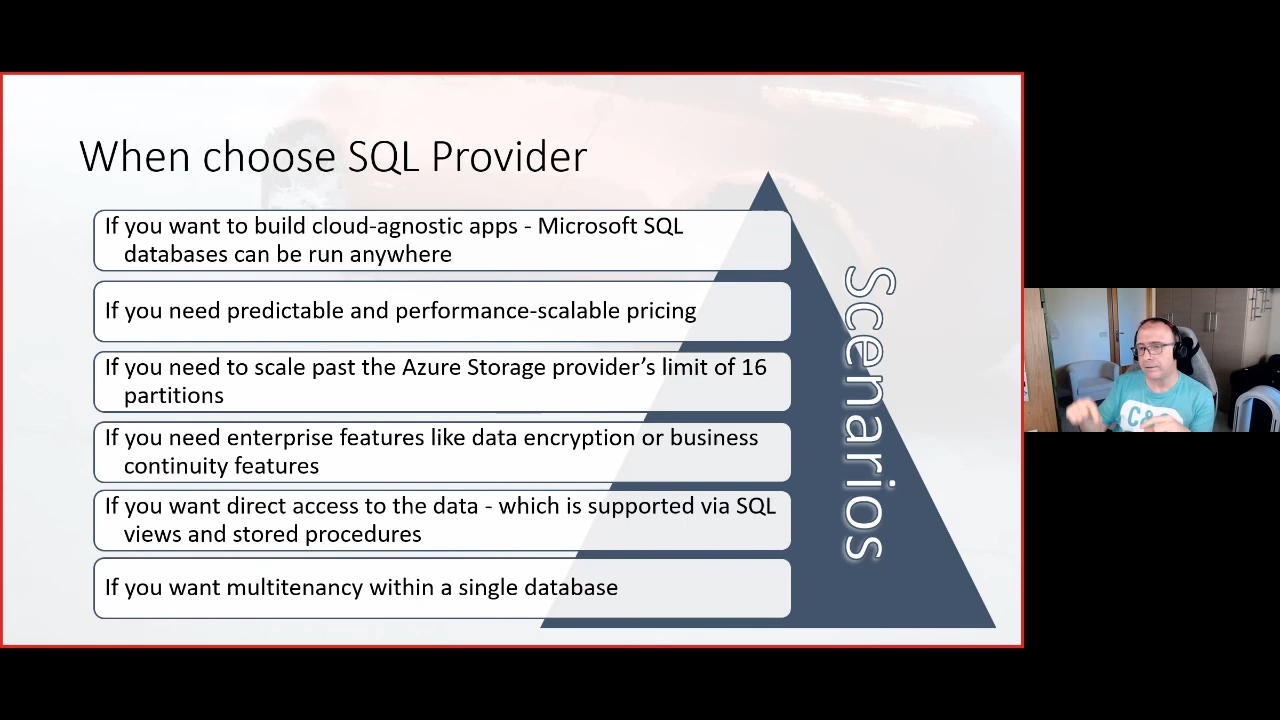 When choose SQL Provider
If you want to build cloud-agnostic apps - Microsoft SQL
databases can be run anywhere
If you need predictable and performance-scalable pricing
If you need to scale past the Azure Storage provider’s limit of 16
partitions
If you need enterprise features like data encryption or business
continuity features
If you want direct access to the data - which is supported via SQL
views and stored procedures
If you want multitenancy within a single database
Scenarios